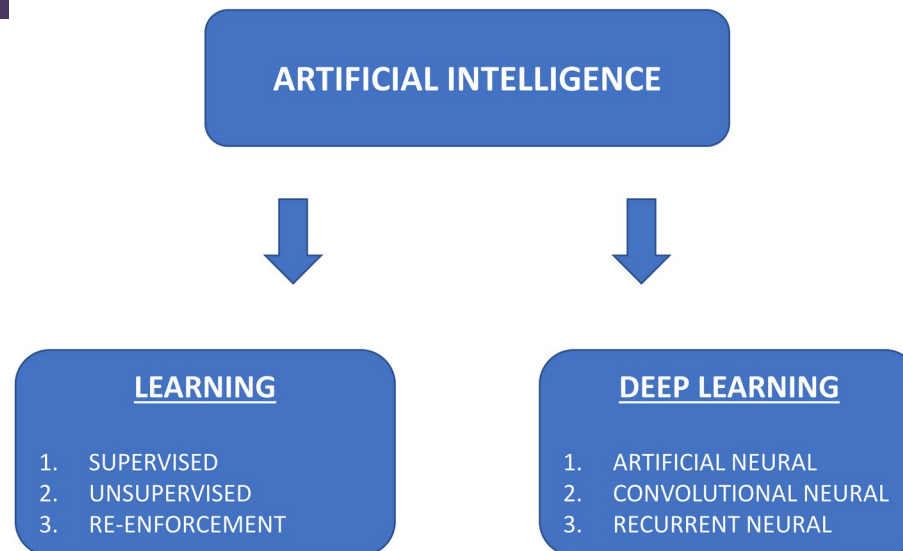 ARTIFICIAL INTELLIGENCE
LEARNING
1. SUPERVISED
2. UNSUPERVISED
3. RE-ENFORCEMENT
DEEP LEARNING
1. ARTIFICIAL NEURAL
2. CONVOLUTIONAL NEURAL
3. RECURRENT NEURAL